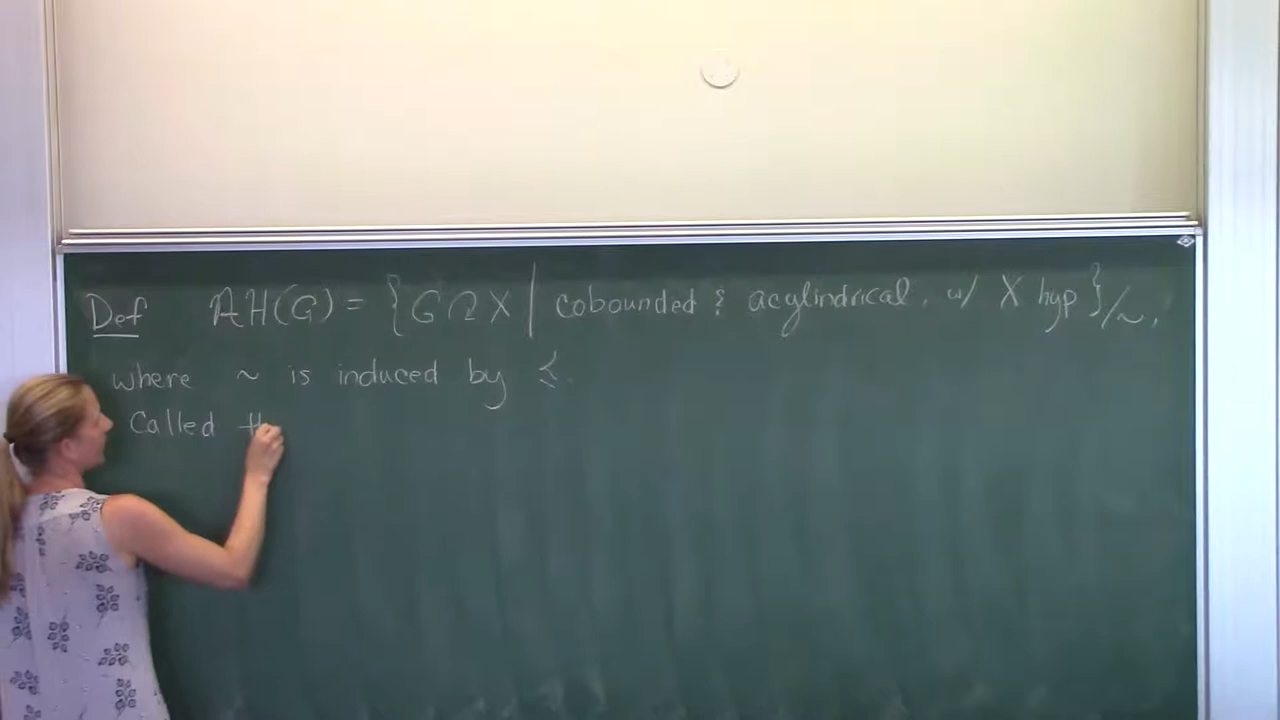 Def AH(G) = {G ↷ X | cobounded & acylindrical, w/ X hyp}/~,
where ~ is induced by ≼.
Called